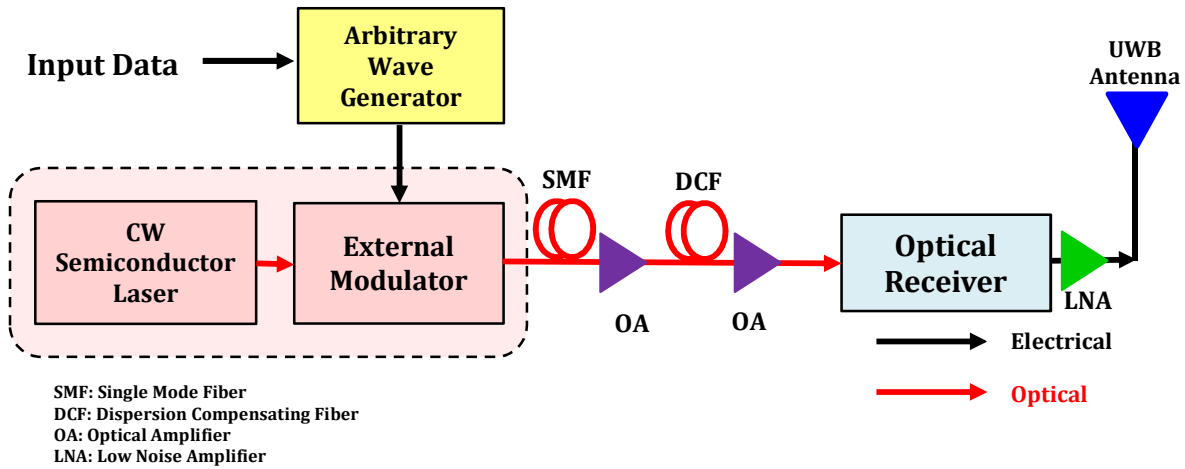 Input Data
Arbitrary
Wave
Generator
UWB
Antenna
CW
Semiconductor
Laser
External
Modulator
SMF
DCF
OA
OA
Optical
Receiver
LNA
Electrical
Optical
SMF: Single Mode Fiber
DCF: Dispersion Compensating Fiber
OA: Optical Amplifier
LNA: Low Noise Amplifier